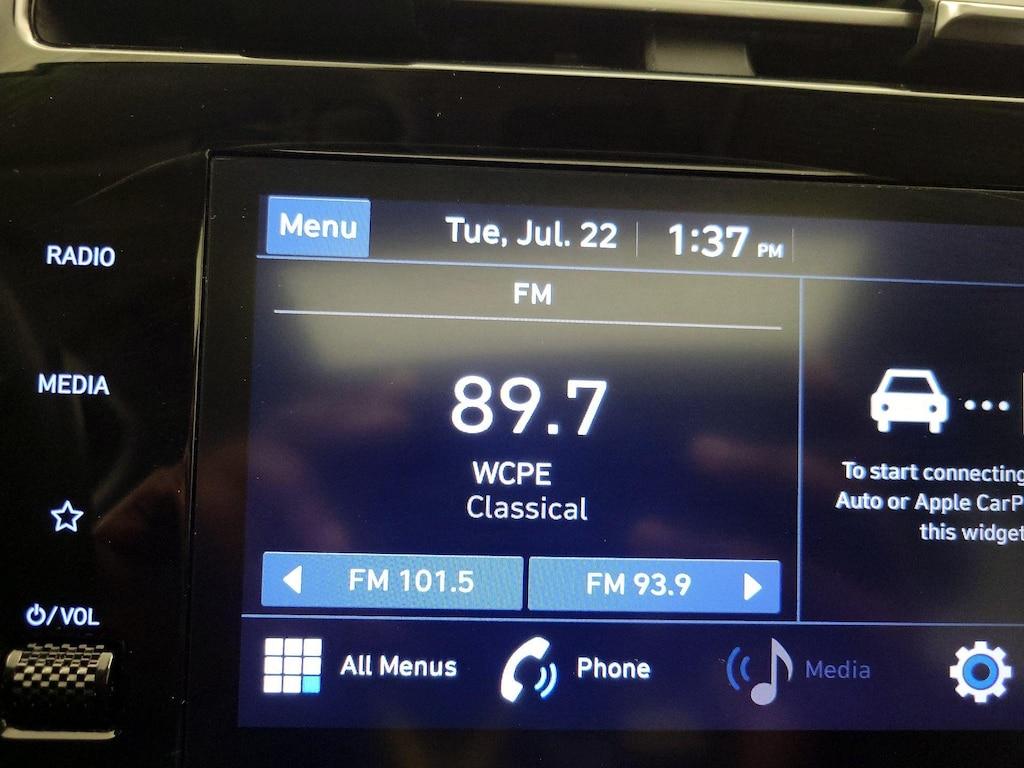 RADIO
MEDIA
/VOL
Menu
Tue, Jul. 22
1:37 PM
FM
89.7
WCPE
Classical
FM 101.5
FM 93.9
To start connecting
Auto or Apple CarP
this widget
All Menus
Phone
Media